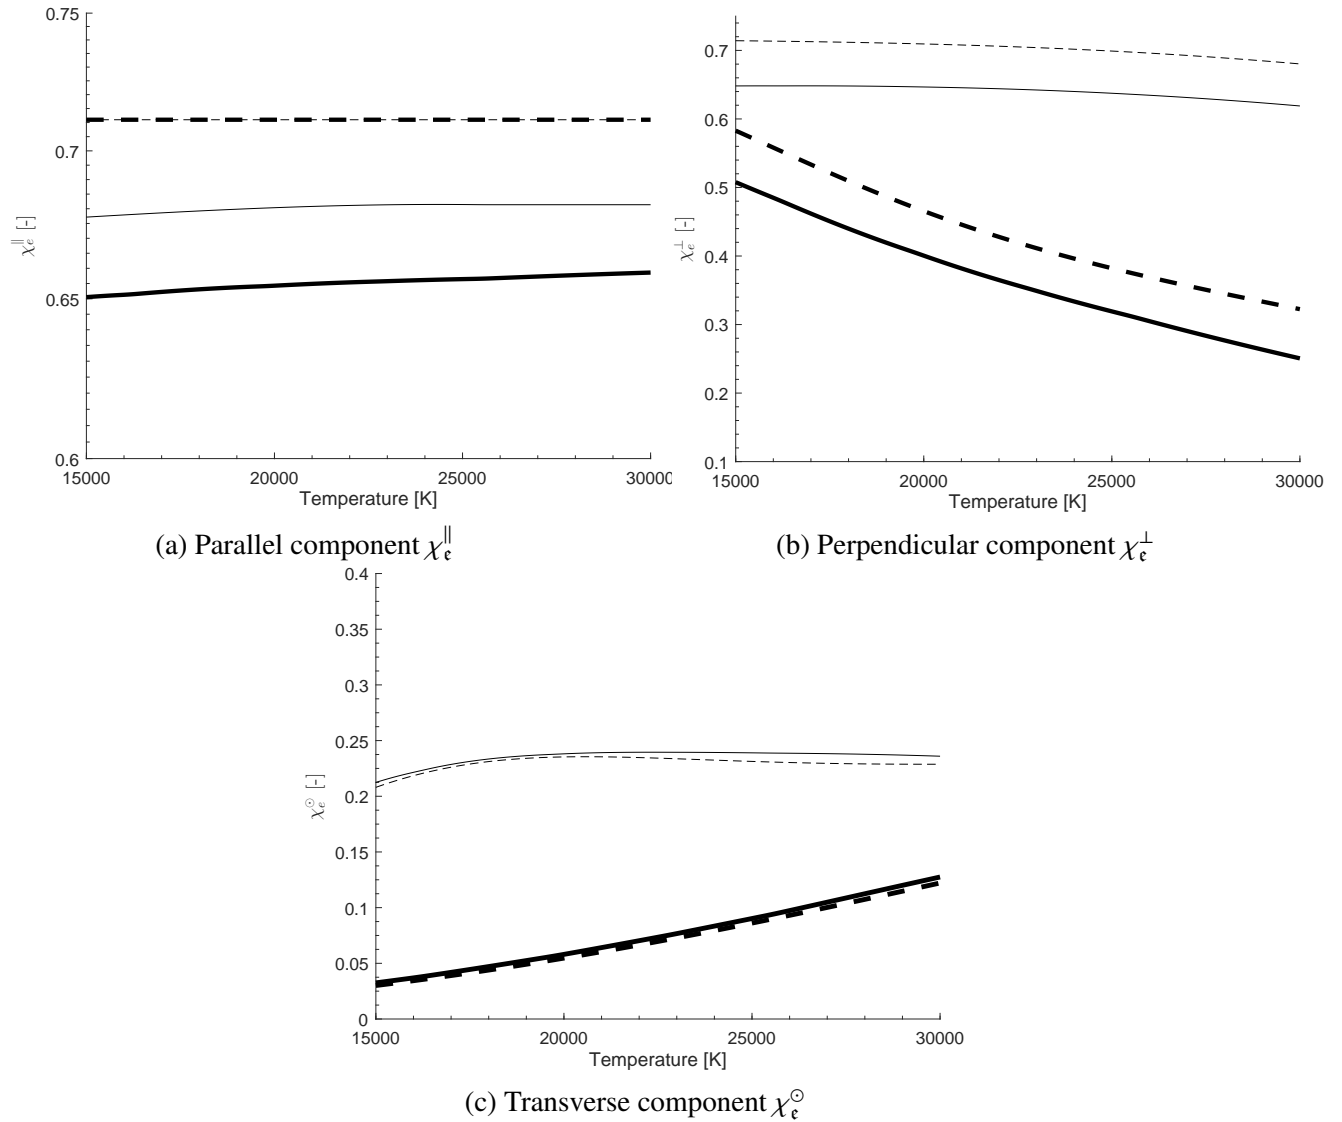 0.75
0.7
0.65
0.6
χₑ^∥ [-]
15000 20000 25000 30000
Temperature [K]
(a) Parallel component χ_𝔢^∥
0.7
0.6
0.5
0.4
0.3
0.2
0.1
χₑ^⊥ [-]
15000 20000 25000 30000
Temperature [K]
(b) Perpendicular component χ_𝔢^⊥
0.4
0.35
0.3
0.25
0.2
0.15
0.1
0.05
0
χₑ^⊙ [-]
15000 20000 25000 30000
Temperature [K]
(c) Transverse component χ_𝔢^⊙